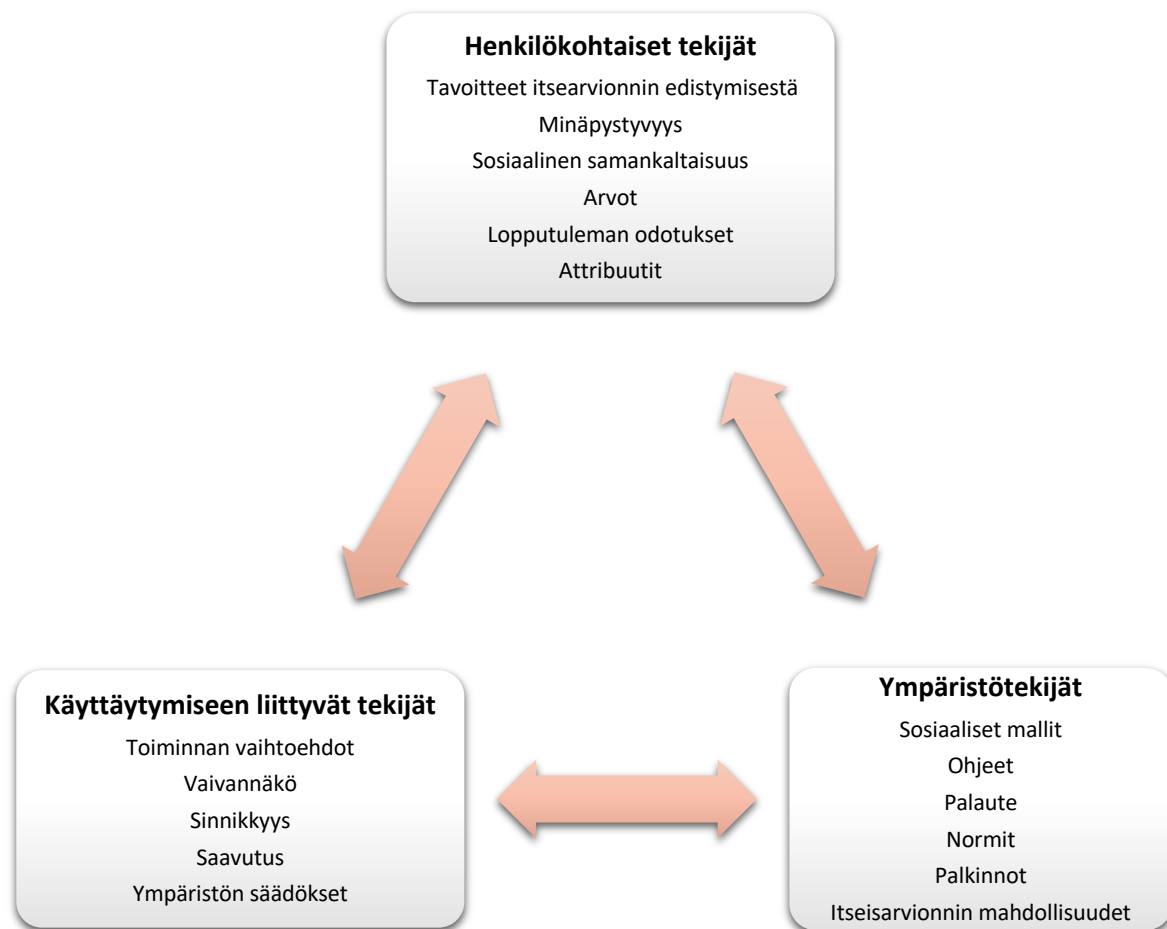 Henkilökohtaiset tekijät
Tavoitteet itsearvionnin edistymisestä
Minäpystyvyys
Sosiaalinen samankaltaisuus
Arvot
Lopputuleman odotukset
Attribuutit
Käyttäytymiseen liittyvät tekijät
Toiminnan vaihtoehdot
Vaivannäkö
Sinnikkyys
Saavutus
Ympäristön säädökset
Ympäristötekijät
Sosiaaliset mallit
Ohjeet
Palaute
Normit
Palkinnot
Itseisarvionnin mahdollisuudet